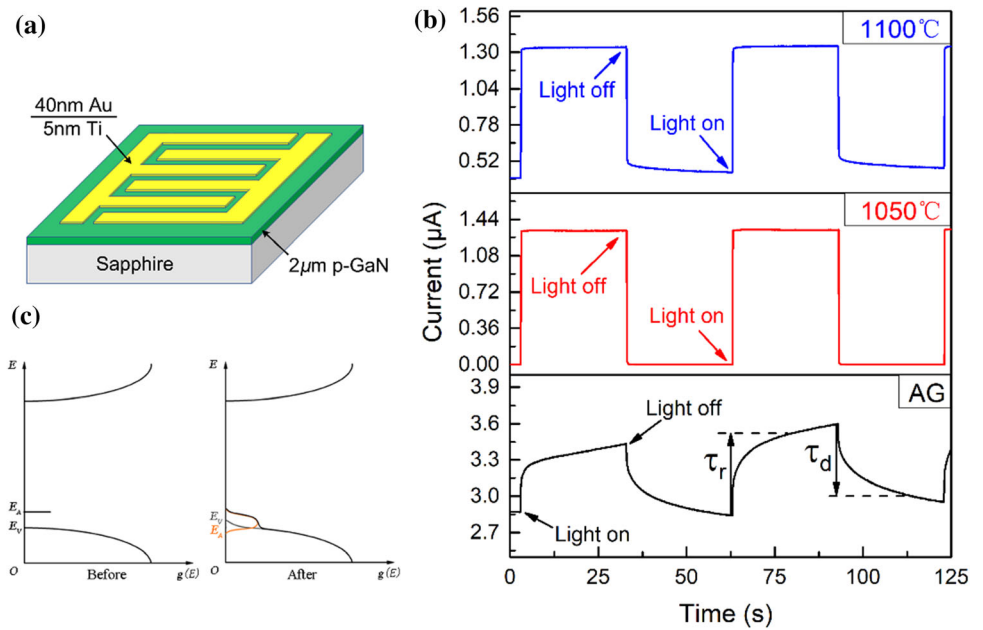 (a)
40nm Au
5nm Ti
Sapphire
2μm p-GaN
(b)
1100℃
1.56
1.30
1.04
0.78
0.52
Light off
Light on
1050℃
1.44
1.08
0.72
0.36
0.00
Light off
Light on
AG
3.9
3.6
3.3
3.0
2.7
Light off
Light on
τr
τd
Current (μA)
0 25 50 75 100 125
Time (s)
(c)
E
EA
EV
O
Before
g(E)
E
EV
EA
O
After
g(E)